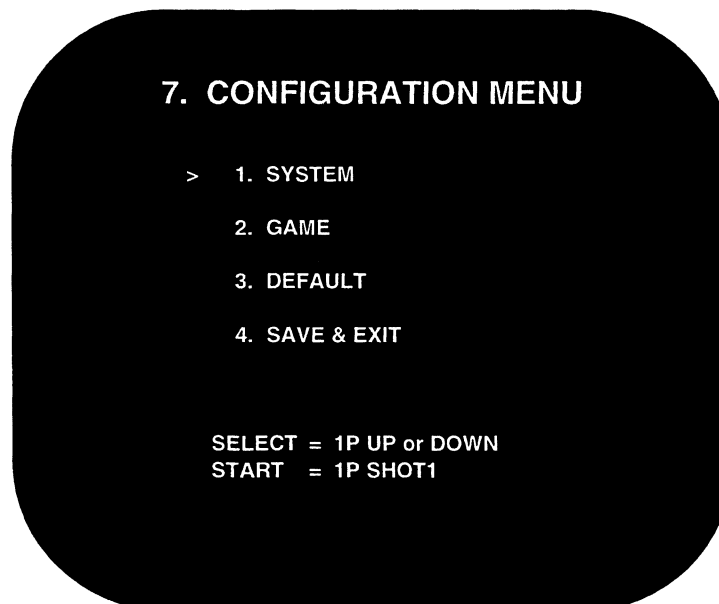 7. CONFIGURATION MENU
> 1. SYSTEM
2. GAME
3. DEFAULT
4. SAVE & EXIT
SELECT = 1P UP or DOWN
START = 1P SHOT1